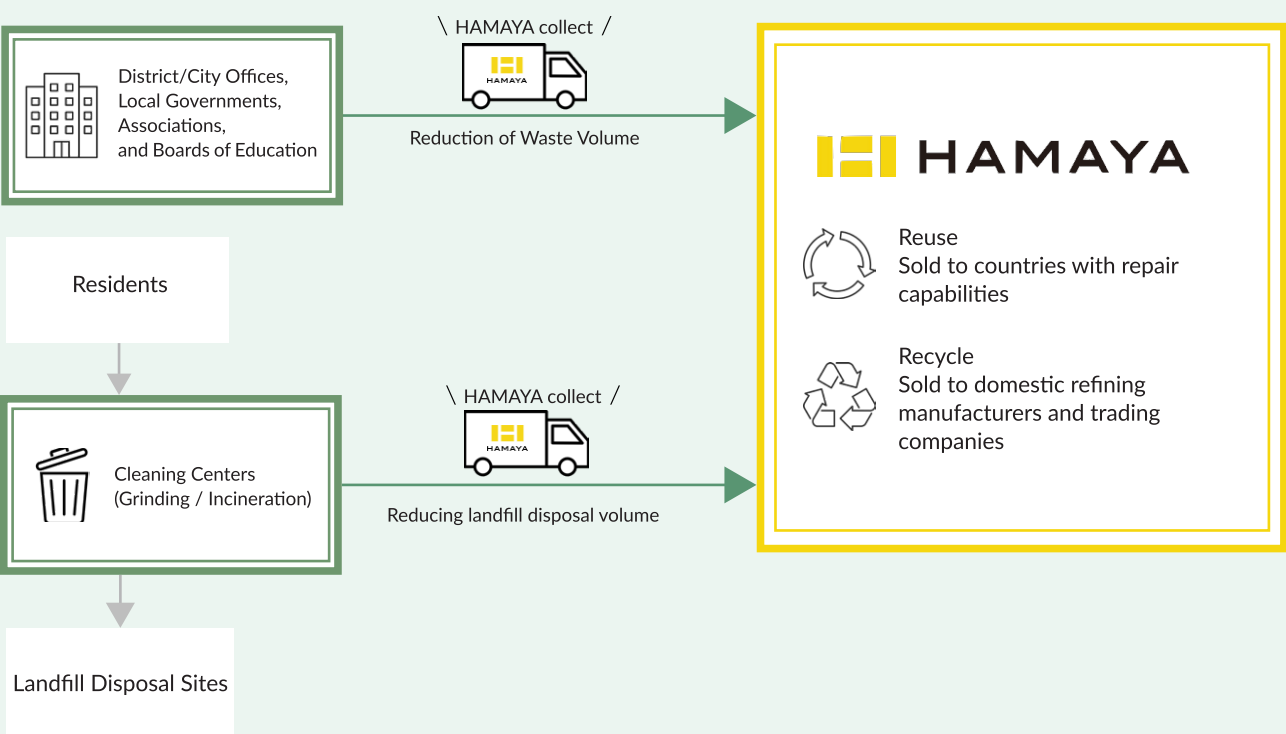 \ HAMAYA collect /
HAMAYA
District/City Offices,
Local Governments,
Associations,
and Boards of Education
Reduction of Waste Volume
Residents
\ HAMAYA collect /
HAMAYA
Cleaning Centers
(Grinding / Incineration)
Reducing landfill disposal volume
Landfill Disposal Sites
HAMAYA
Reuse
Sold to countries with repair
capabilities
Recycle
Sold to domestic refining
manufacturers and trading
companies